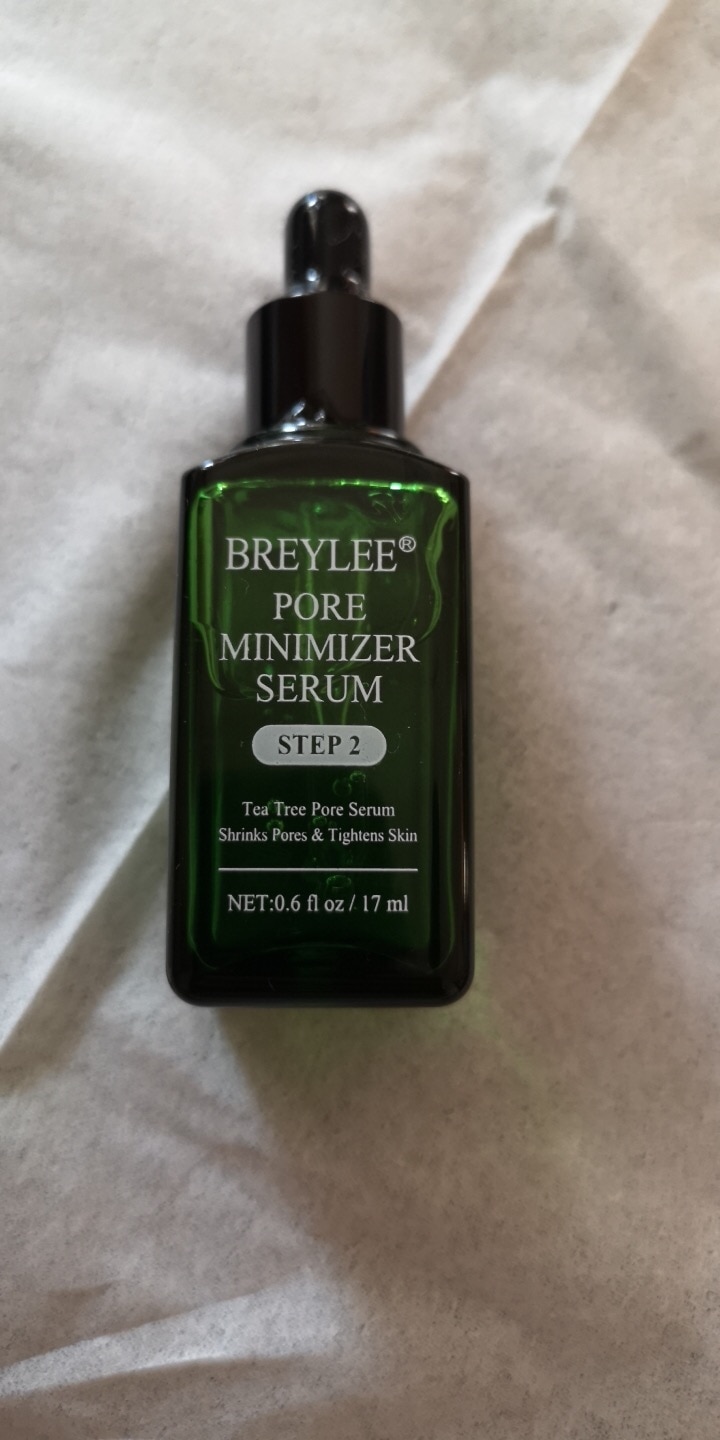 BREYLEE®
PORE
MINIMIZER
SERUM
STEP 2
Tea Tree Pore Serum
Shrinks Pores & Tightens Skin
NET:0.6 fl oz / 17 ml